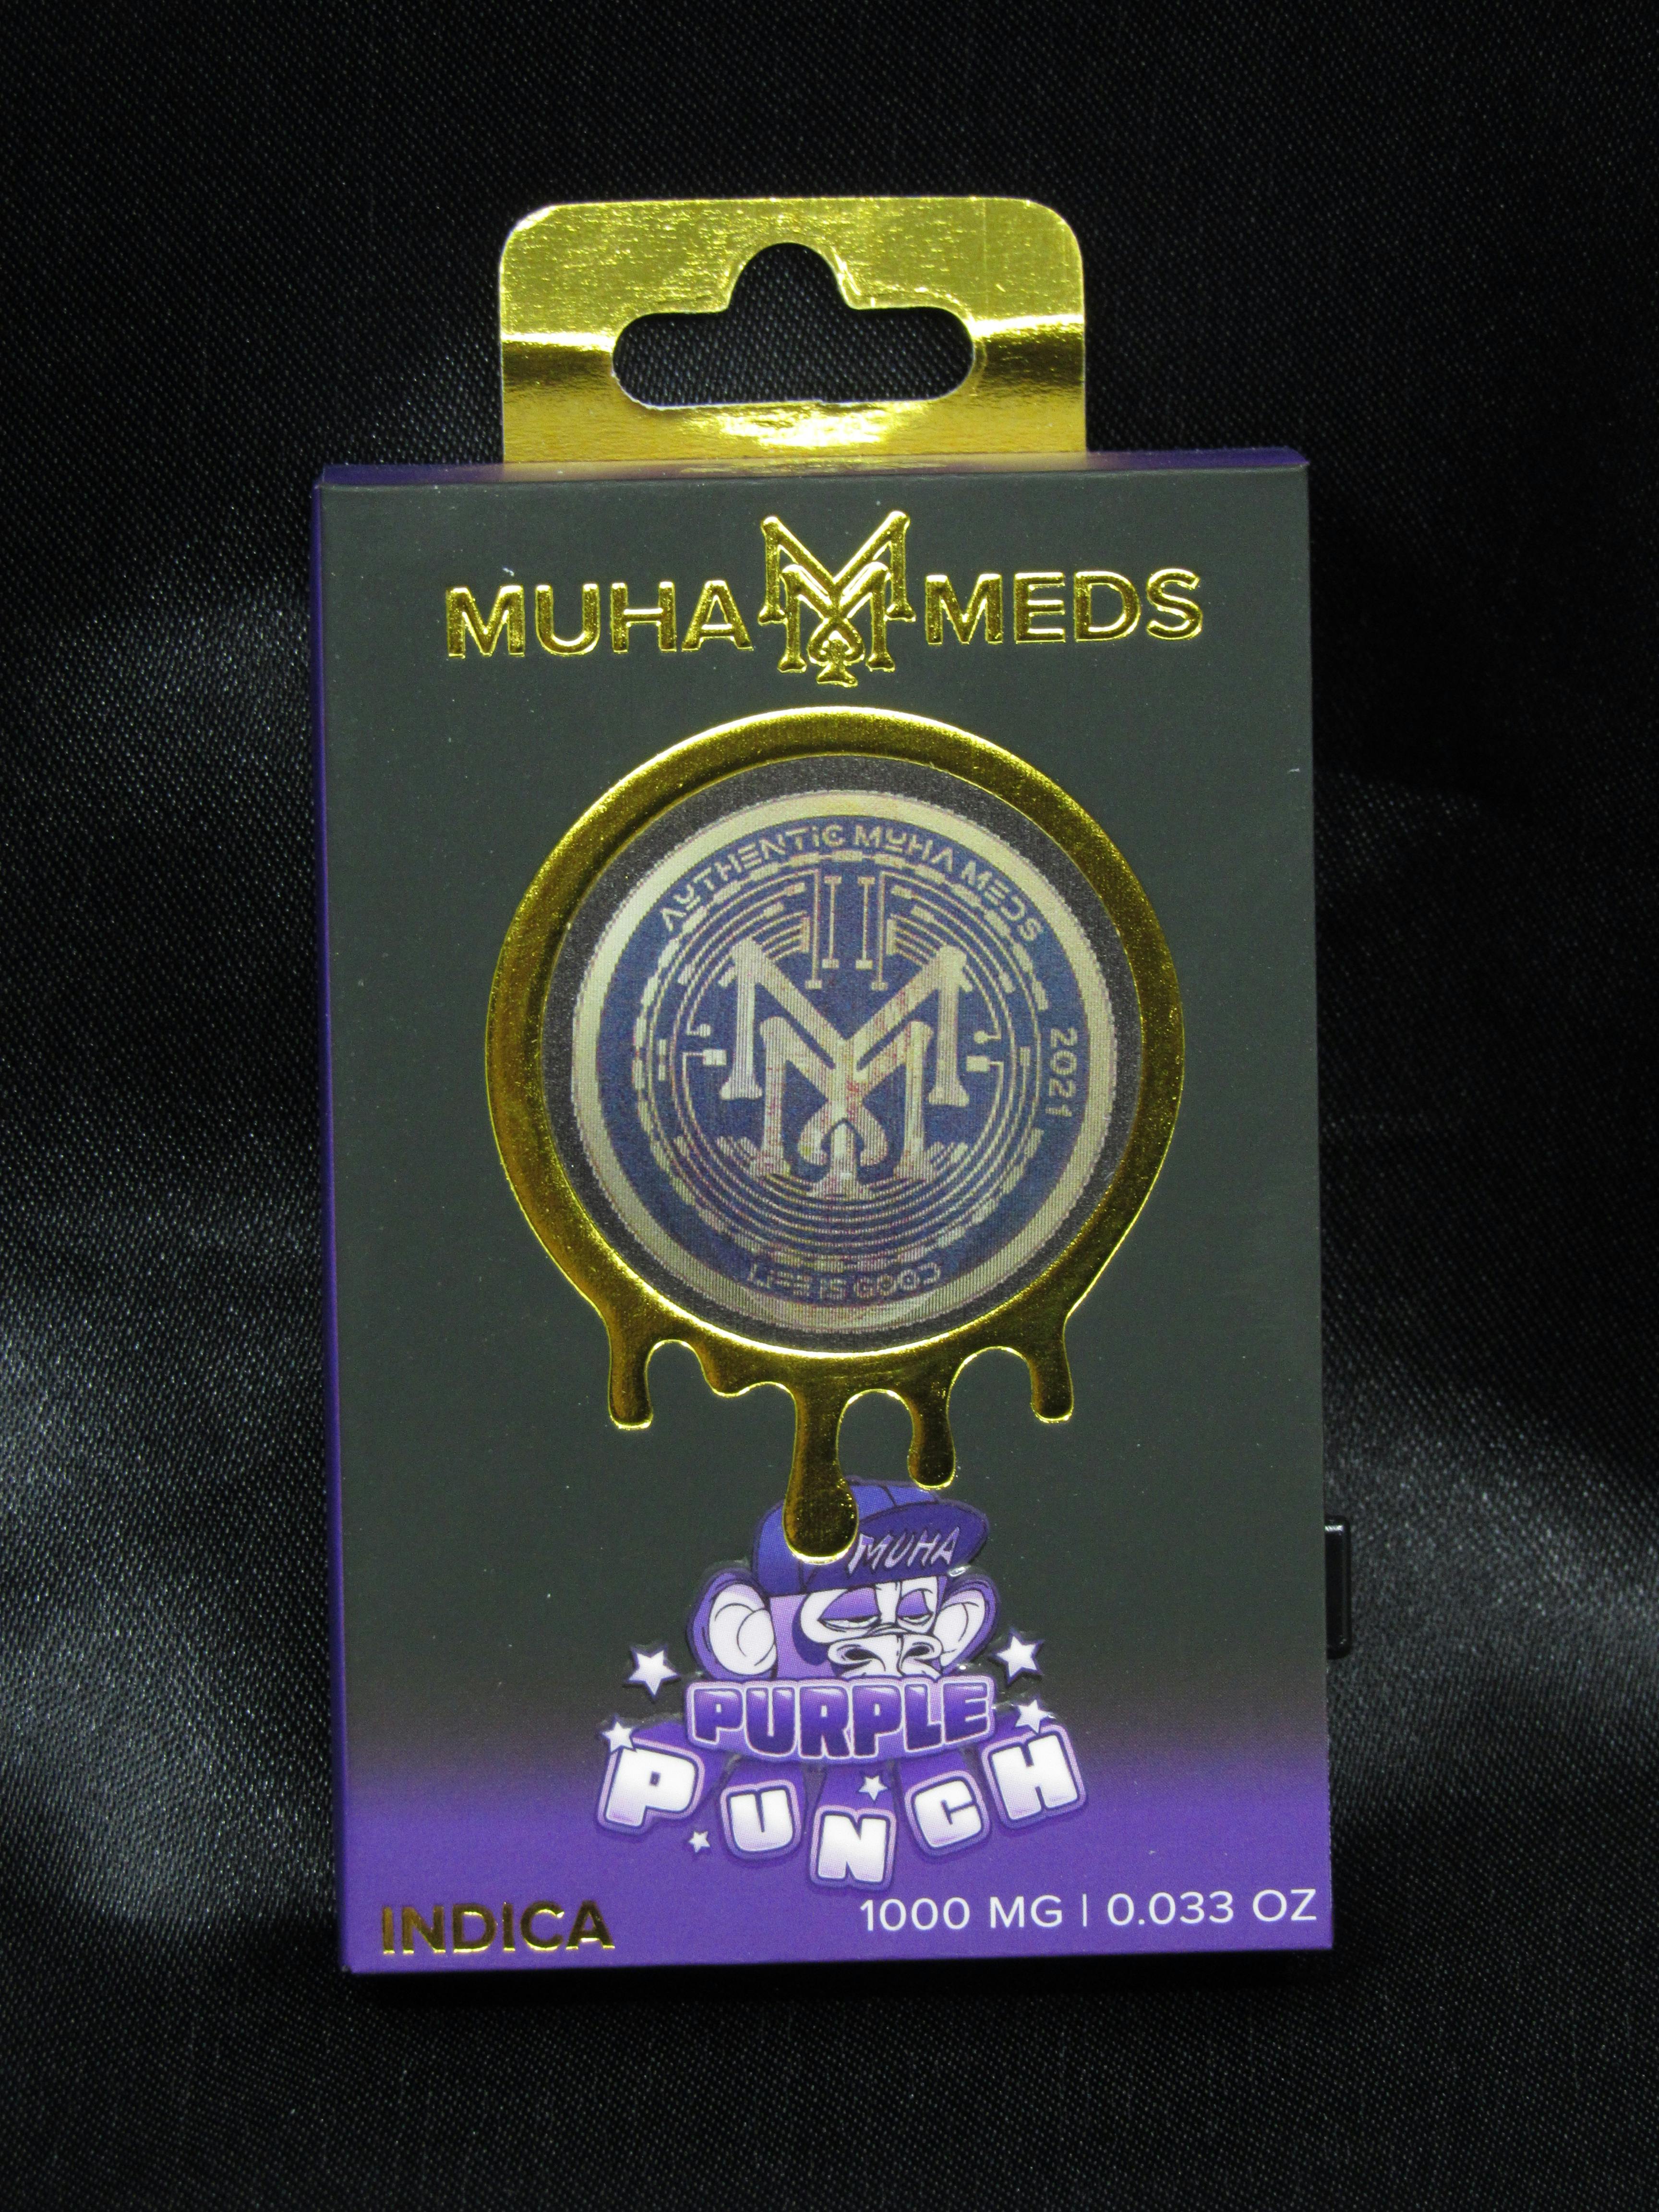 MUHA MEDS
AUTHENTIC MUHA MEDS
2021
LIFE IS GOOD
MUHA
PURPLE
PUNCH
INDICA
1000 MG | 0.033 OZ